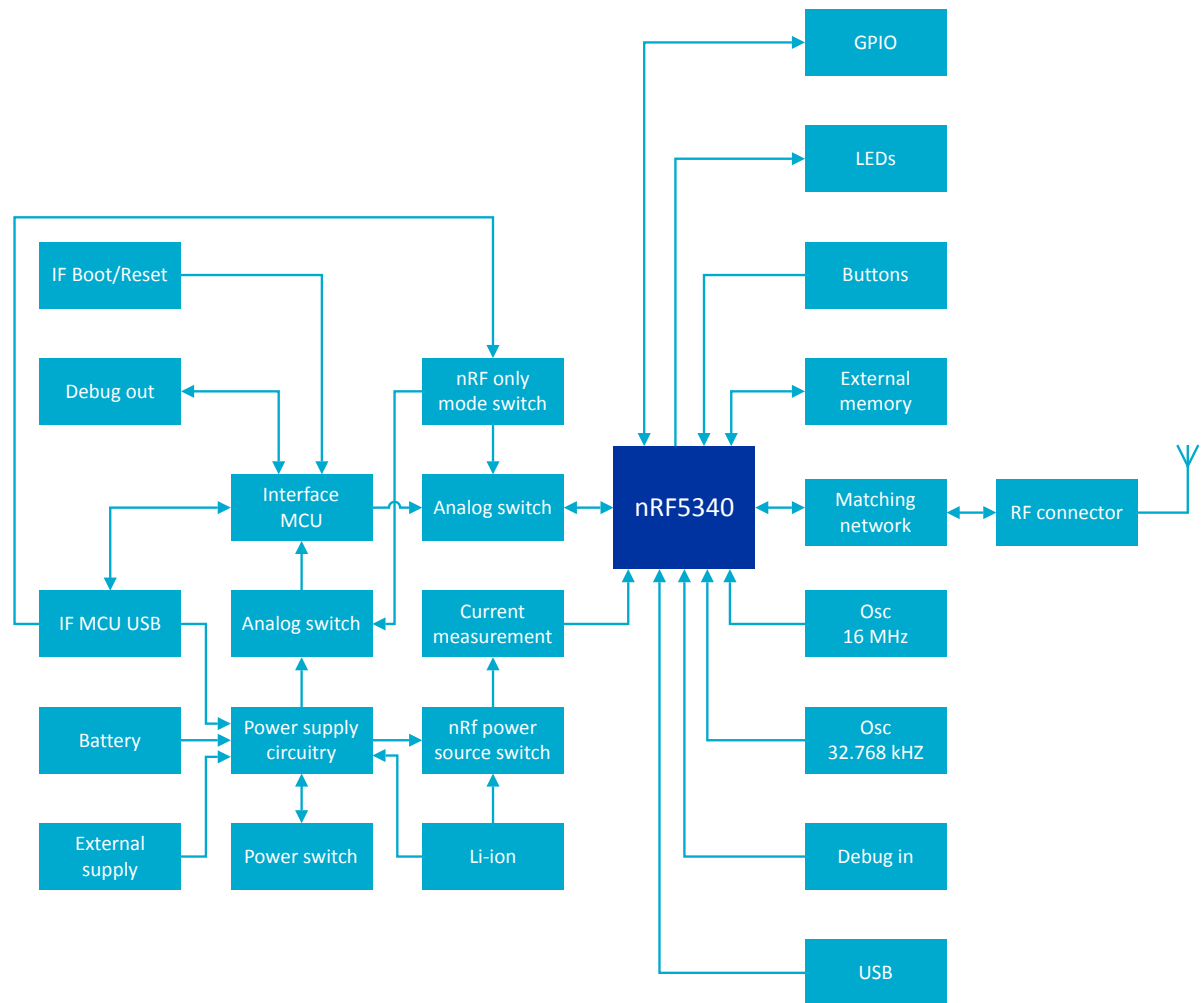 GPIO
LEDs
IF Boot/Reset
Buttons
Debug out
nRF only
mode switch
External
memory
Interface
MCU
Analog switch
nRF5340
Matching
network
RF connector
IF MCU USB
Analog switch
Current
measurement
Osc
16 MHz
Battery
Power supply
circuitry
nRf power
source switch
Osc
32.768 kHZ
External
supply
Power switch
Li-ion
Debug in
USB